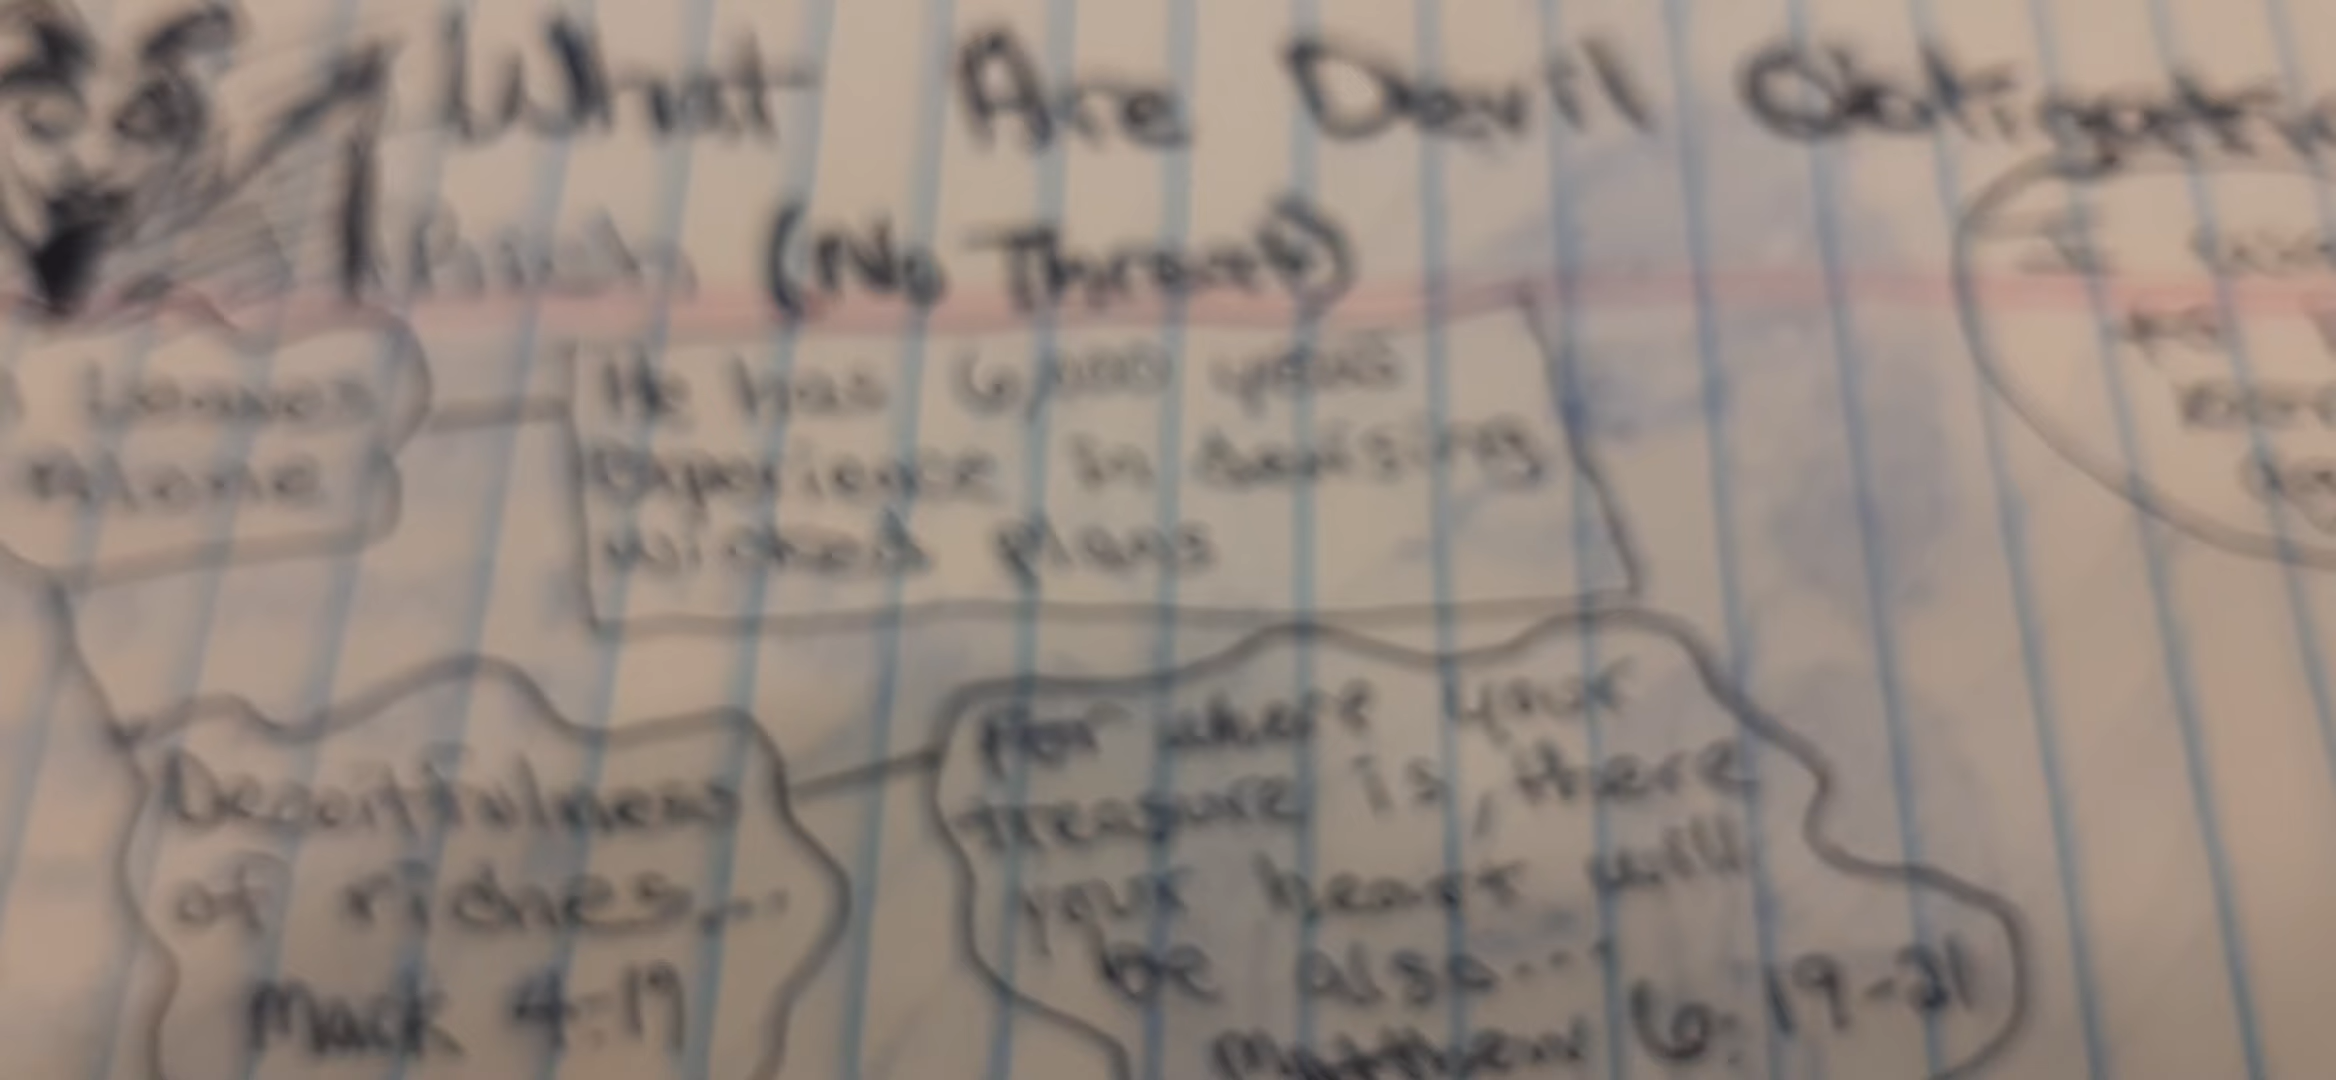 What Are Devil
(No Threat)
Leaves
alone
He has 6,000 years
experience in devising
wicked plans
Deceitfulness
of riches...
Mark 4:19
For where your
treasure is, there
your heart will
be also...
Matthew 6:19-21